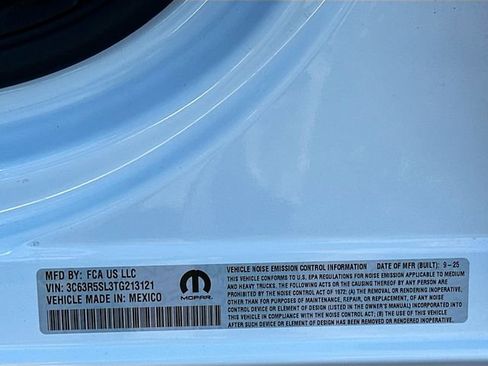 MFD BY: FCA US LLC
VIN: 3C63R5SL3TG213121
VEHICLE MADE IN: MEXICO
MOPAR
VEHICLE NOISE EMISSION CONTROL INFORMATION DATE OF MFR (BUILT): 9-25
THIS VEHICLE CONFORMS TO U.S. EPA REGULATIONS FOR NOISE EMISSION APPLICABLE TO MEDIUM
AND HEAVY TRUCKS. THE FOLLOWING ACTS OR THE CAUSING THEREOF BY ANY PERSON
ARE PROHIBITED BY THE NOISE CONTROL ACT OF 1972: (A) THE REMOVAL OR RENDERING INOPERATIVE,
OTHER THAN FOR PURPOSES OF MAINTENANCE, REPAIR, OR REPLACEMENT, OF ANY NOISE
CONTROL DEVICE OR ELEMENT OF DESIGN (LISTED IN THE OWNER'S MANUAL) INCORPORATED INTO
THIS VEHICLE IN COMPLIANCE WITH THE NOISE CONTROL ACT; (B) THE USE OF THIS VEHICLE
AFTER SUCH DEVICE OR ELEMENT OF DESIGN HAS BEEN REMOVED OR RENDERED INOPERATIVE.